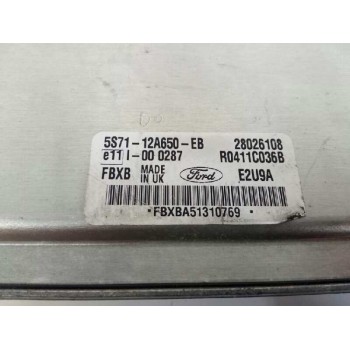 5S71-12A650-EB 28026108
e11 I-00 0287 R0411C036B
FBXB MADE IN UK Ford E2U9A
*FBXBA51310769*